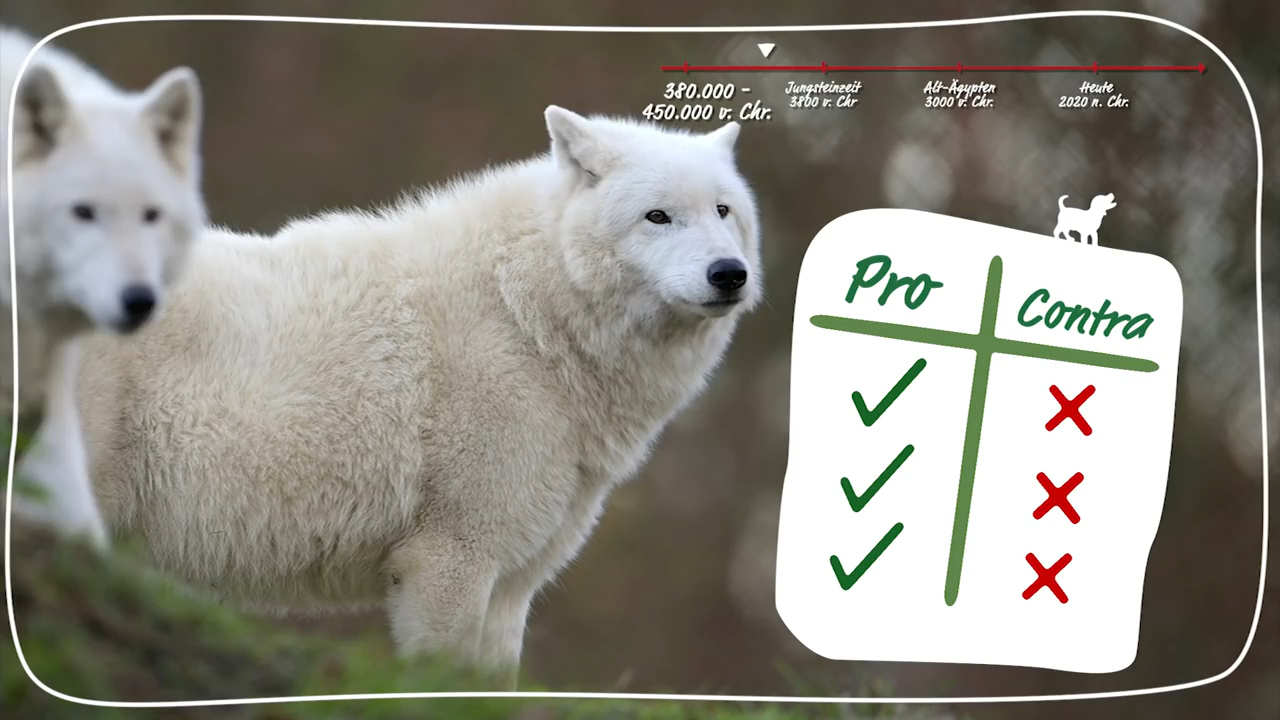 380.000 -
450.000 v. Chr.
Jungsteinzeit
3800 v. Chr
Alt-Ägypten
3000 v. Chr.
Heute
2020 n. Chr.
Pro
Contra